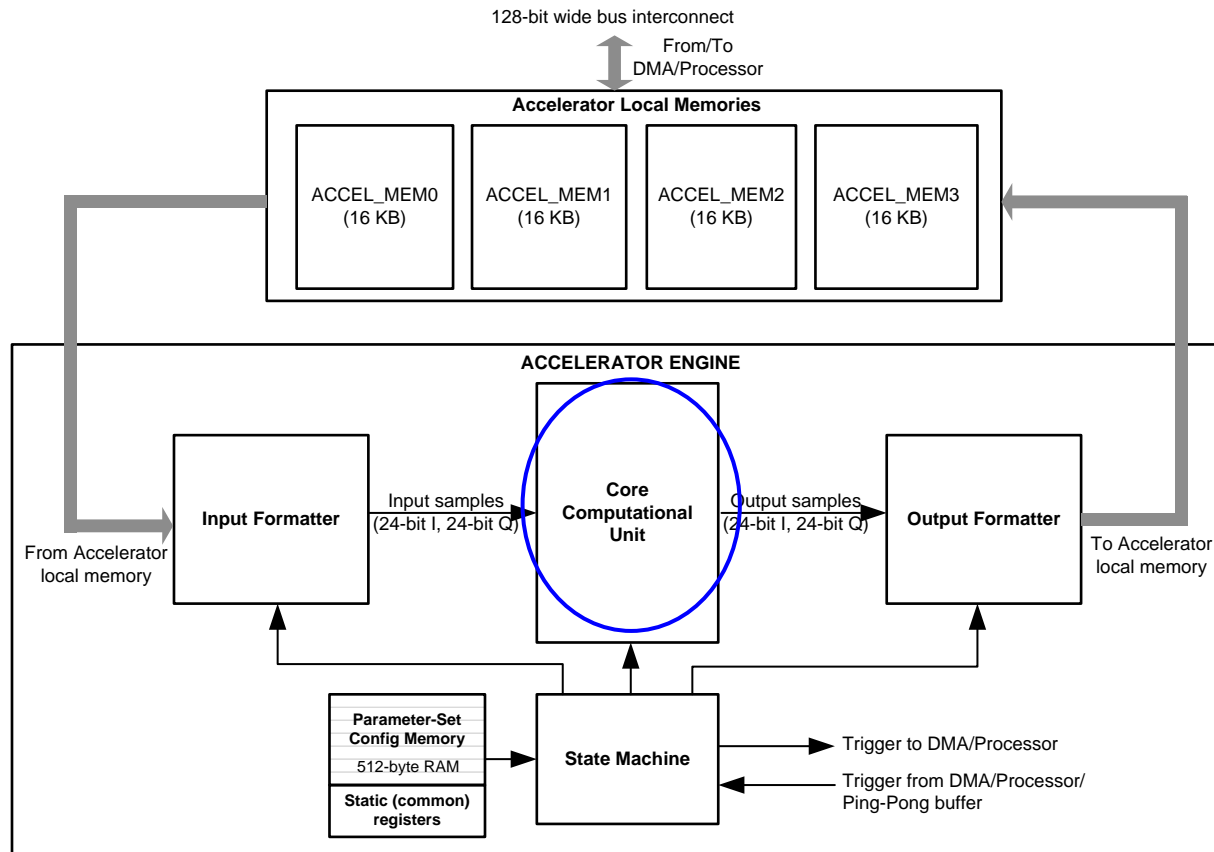 128-bit wide bus interconnect
From/To
DMA/Processor
Accelerator Local Memories
ACCEL_MEM0
(16 KB)
ACCEL_MEM1
(16 KB)
ACCEL_MEM2
(16 KB)
ACCEL_MEM3
(16 KB)
ACCELERATOR ENGINE
Input Formatter
Input samples
(24-bit I, 24-bit Q)
Core
Computational
Unit
Output samples
(24-bit I, 24-bit Q)
Output Formatter
From Accelerator
local memory
To Accelerator
local memory
Parameter-Set
Config Memory
512-byte RAM
Static (common)
registers
State Machine
Trigger to DMA/Processor
Trigger from DMA/Processor/
Ping-Pong buffer